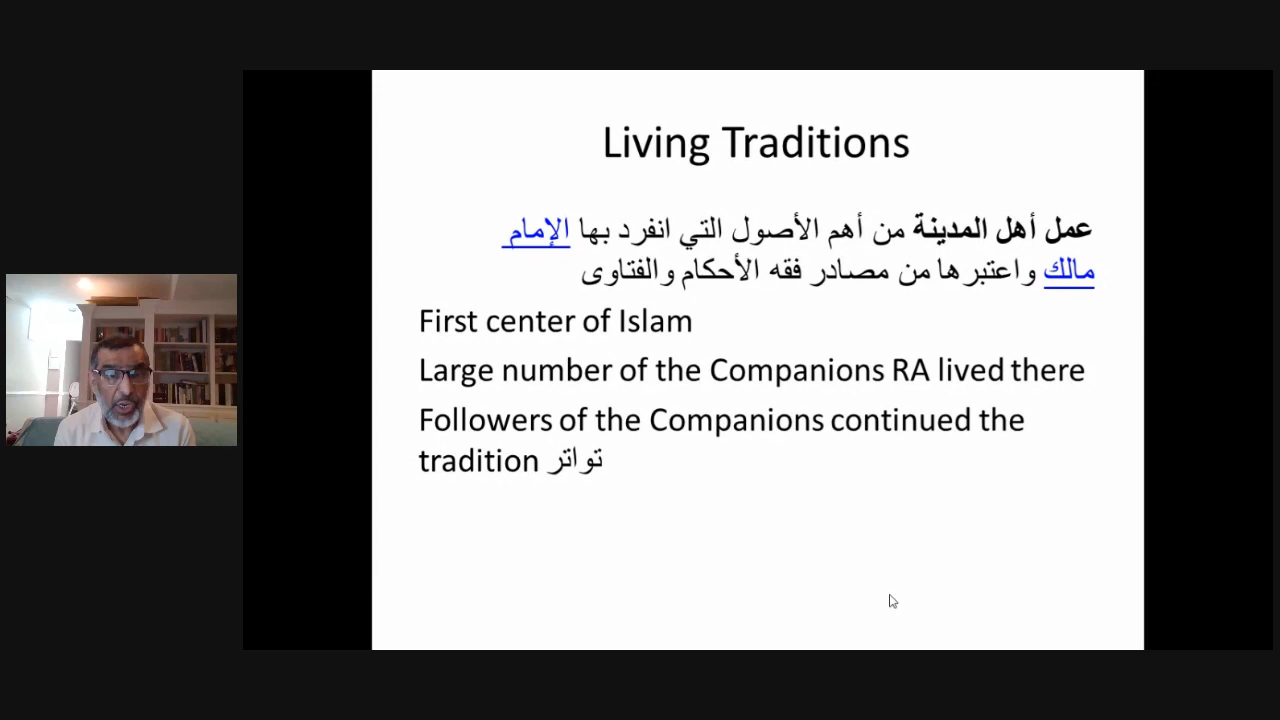 Living Traditions
عمل أهل المدينة من أهم الأصول التي انفرد بها الإمام
مالك واعتبرها من مصادر فقه الأحكام والفتاوى
First center of Islam
Large number of the Companions RA lived there
Followers of the Companions continued the
tradition تواتر